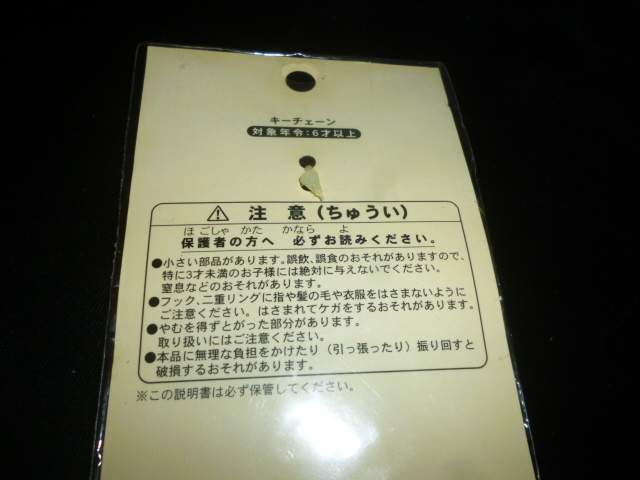 キーチェーン
対象年令:6才以上
⚠ 注 意(ちゅうい)
ほごしゃ かた かなら よ
保護者の方へ 必ずお読みください。
●小さい部品があります。誤飲、誤食のおそれがありますので、
特に3才未満のお子様には絶対に与えないでください。
窒息などのおそれがあります。
●フック、二重リングに指や髪の毛や衣服をはさまないように
ご注意ください。はさまれてケガをするおそれがあります。
●やむを得ずとがった部分があります。
取り扱いにはご注意ください。
●本品に無理な負担をかけたり(引っ張ったり)振り回すと
破損するおそれがあります。
※この説明書は必ず保管してください。